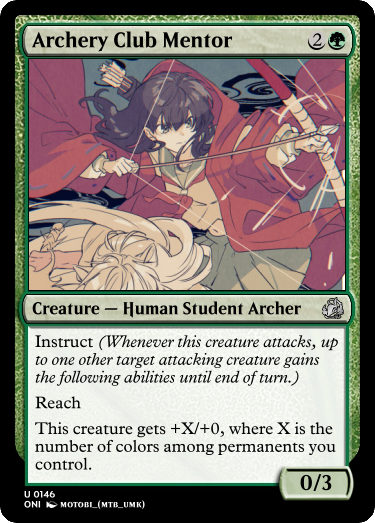 Archery Club Mentor 2
Creature — Human Student Archer
Instruct (Whenever this creature attacks, up
to one other target attacking creature gains
the following abilities until end of turn.)
Reach
This creature gets +X/+0, where X is the
number of colors among permanents you
control.
0/3
U 0146
ONI MOTOBI_(MTB_UMK)